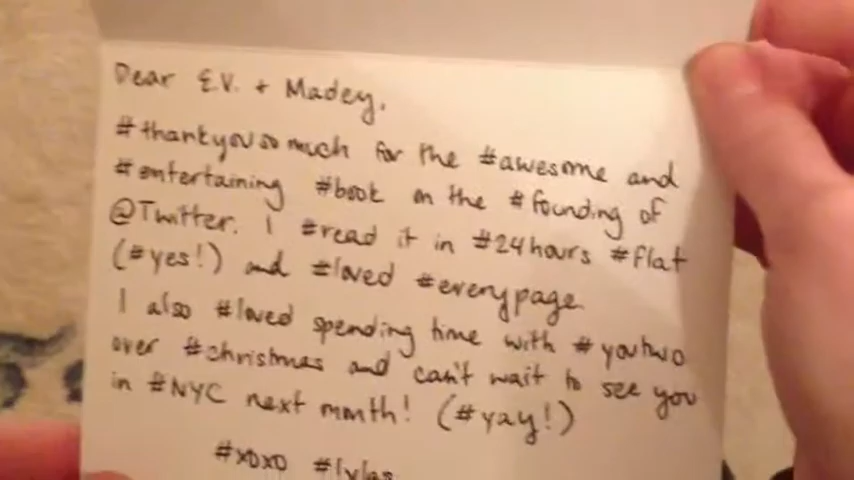 Dear E.V. + Madey,
#thankyousomuch for the #awesome and
#entertaining #book on the #founding of
@Twitter. I #read it in #24hours #flat
(#yes!) and #loved #everypage.
I also #loved spending time with #youtwo
over #christmas and can't wait to see you
in #NYC next month! (#yay!)
#xoxo